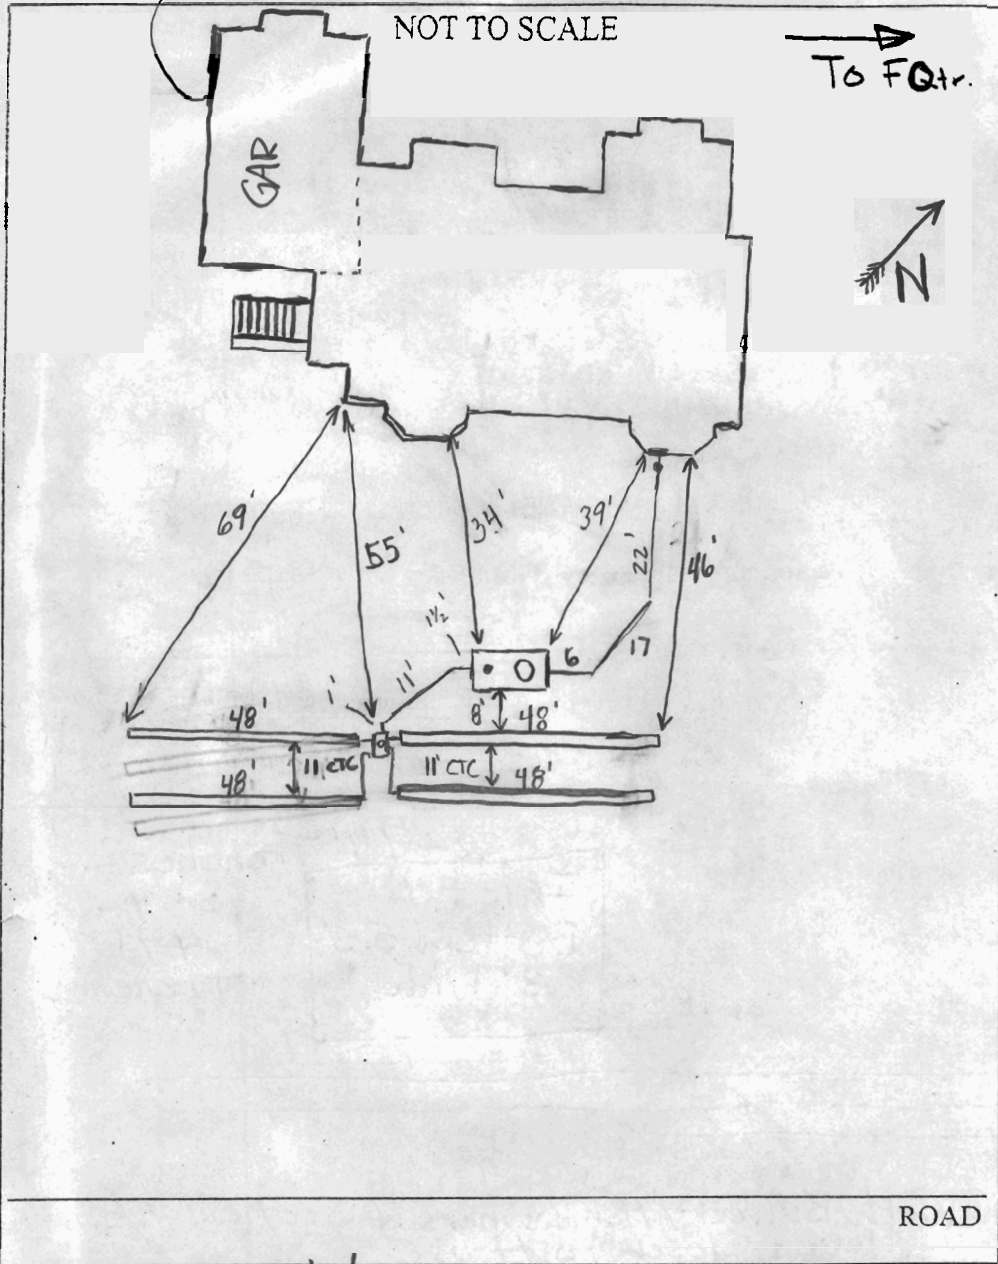 NOT TO SCALE
To FQtr.
GAR
N
69'
55'
34'
39'
22'
46'
1½'
11'
1'
6
17
8'
48'
48'
11' CTC
11' CTC
48'
48'
ROAD